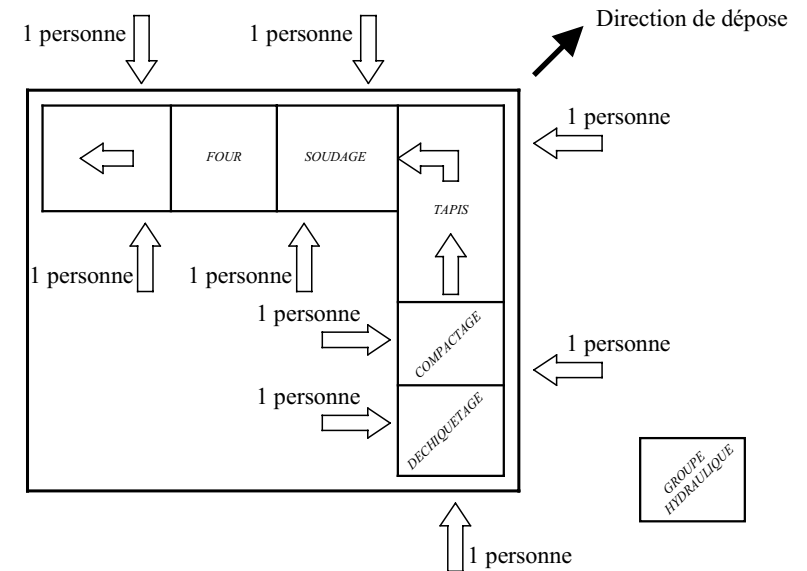 Direction de dépose
1 personne
1 personne
1 personne
FOUR
SOUDAGE
TAPIS
1 personne
1 personne
1 personne
1 personne
COMPACTAGE
1 personne
DECHIQUETAGE
GROUPE
HYDRAULIQUE
1 personne